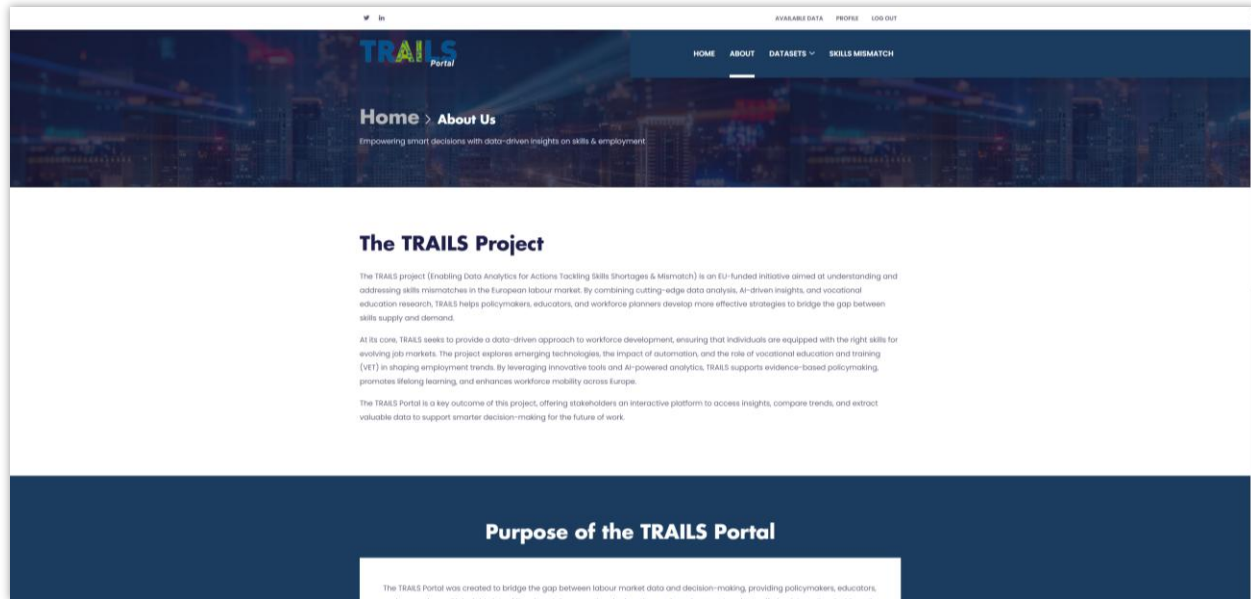 AVAILABLE DATA PROFILE LOG OUT
TRAILS
Portal
HOME ABOUT DATASETS SKILLS MISMATCH
Home > About Us
Empowering smart decisions with data-driven insights on skills & employment
The TRAILS Project
The TRAILS project (Enabling Data Analytics for Actions Tackling Skills Shortages & Mismatch) is an EU-funded initiative aimed at understanding and
addressing skills mismatches in the European labour market. By combining cutting-edge data analysis, AI-driven insights, and vocational
education research, TRAILS helps policymakers, educators, and workforce planners develop more effective strategies to bridge the gap between
skills supply and demand.
At its core, TRAILS seeks to provide a data-driven approach to workforce development, ensuring that individuals are equipped with the right skills for
evolving job markets. The project explores emerging technologies, the impact of automation, and the role of vocational education and training
(VET) in shaping employment trends. By leveraging innovative tools and AI-powered analytics, TRAILS supports evidence-based policymaking,
promotes lifelong learning, and enhances workforce mobility across Europe.
The TRAILS Portal is a key outcome of this project, offering stakeholders an interactive platform to access insights, compare trends, and extract
valuable data to support smarter decision-making for the future of work.
Purpose of the TRAILS Portal
The TRAILS Portal was created to bridge the gap between labour market data and decision-making, providing policymakers, educators,